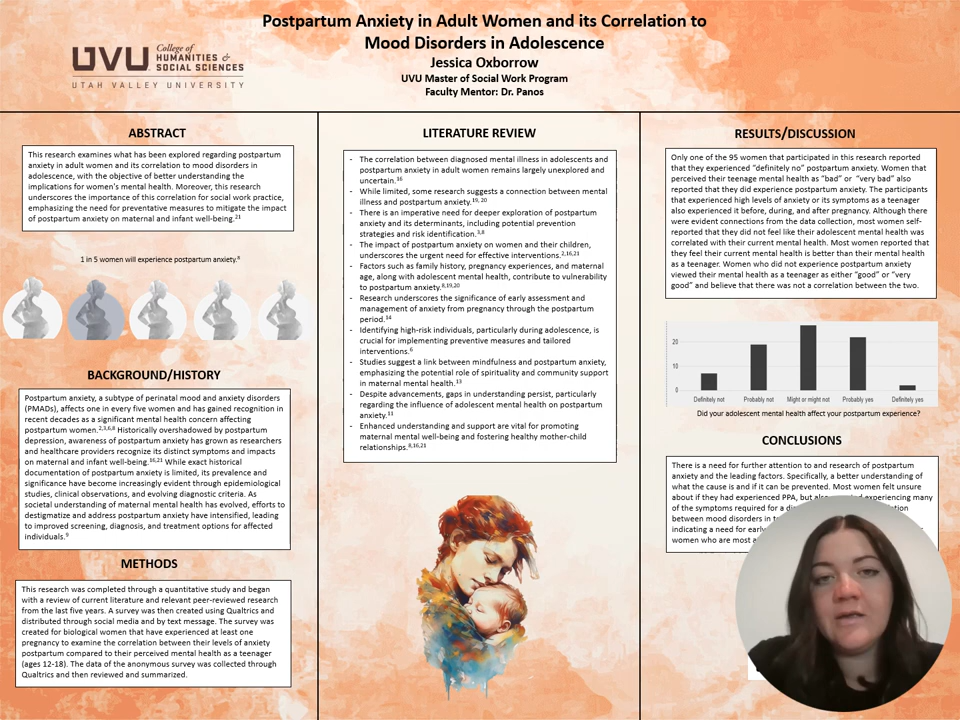 Postpartum Anxiety in Adult Women and its Correlation to
Mood Disorders in Adolescence
Jessica Oxborrow
UVU Master of Social Work Program
Faculty Mentor: Dr. Panos
UVU College of
HUMANITIES &
SOCIAL SCIENCES
UTAH VALLEY UNIVERSITY
ABSTRACT
This research examines what has been explored regarding postpartum
anxiety in adult women and its correlation to mood disorders in
adolescence, with the objective of better understanding the
implications for women's mental health. Moreover, this research
underscores the importance of this correlation for social work practice,
emphasizing the need for preventative measures to mitigate the impact
of postpartum anxiety on maternal and infant well-being.21
1 in 5 women will experience postpartum anxiety.8
BACKGROUND/HISTORY
Postpartum anxiety, a subtype of perinatal mood and anxiety disorders
(PMADs), affects one in every five women and has gained recognition in
recent decades as a significant mental health concern affecting
postpartum women.2,3,6,8 Historically overshadowed by postpartum
depression, awareness of postpartum anxiety has grown as researchers
and healthcare providers recognize its distinct symptoms and impacts
on maternal and infant well-being.16,21 While exact historical
documentation of postpartum anxiety is limited, its prevalence and
significance have become increasingly evident through epidemiological
studies, clinical observations, and evolving diagnostic criteria. As
societal understanding of maternal mental health has evolved, efforts to
destigmatize and address postpartum anxiety have intensified, leading
to improved screening, diagnosis, and treatment options for affected
individuals.9
METHODS
This research was completed through a quantitative study and began
with a review of current literature and relevant peer-reviewed research
from the last five years. A survey was then created using Qualtrics and
distributed through social media and by text message. The survey was
created for biological women that have experienced at least one
pregnancy to examine the correlation between their levels of anxiety
postpartum compared to their perceived mental health as a teenager
(ages 12-18). The data of the anonymous survey was collected through
Qualtrics and then reviewed and summarized.
LITERATURE REVIEW
- The correlation between diagnosed mental illness in adolescents and
postpartum anxiety in adult women remains largely unexplored and
uncertain.16
- While limited, some research suggests a connection between mental
illness and postpartum anxiety.19, 20
- There is an imperative need for deeper exploration of postpartum
anxiety and its determinants, including potential prevention
strategies and risk identification.3,8
- The impact of postpartum anxiety on women and their children,
underscores the urgent need for effective interventions.2,16,21
- Factors such as family history, pregnancy experiences, and maternal
age, along with adolescent mental health, contribute to vulnerability
to postpartum anxiety.8,19,20
- Research underscores the significance of early assessment and
management of anxiety from pregnancy through the postpartum
period.14
- Identifying high-risk individuals, particularly during adolescence, is
crucial for implementing preventive measures and tailored
interventions.6
- Studies suggest a link between mindfulness and postpartum anxiety,
emphasizing the potential role of spirituality and community support
in maternal mental health.13
- Despite advancements, gaps in understanding persist, particularly
regarding the influence of adolescent mental health on postpartum
anxiety.11
- Enhanced understanding and support are vital for promoting
maternal mental well-being and fostering healthy mother-child
relationships.8,16,21
RESULTS/DISCUSSION
Only one of the 95 women that participated in this research reported
that they experienced “definitely no” postpartum anxiety. Women that
perceived their teenage mental health as “bad” or “very bad” also
reported that they did experience postpartum anxiety. The participants
that experienced high levels of anxiety or its symptoms as a teenager
also experienced it before, during, and after pregnancy. Although there
were evident connections from the data collection, most women self-
reported that they did not feel like their adolescent mental health was
correlated with their current mental health. Most women reported that
they feel their current mental health is better than their mental health
as a teenager. Women who did not experience postpartum anxiety
viewed their mental health as a teenager as either “good” or “very
good” and believe that there was not a correlation between the two.
20
10
0
Definitely not Probably not Might or might not Probably yes Definitely yes
Did your adolescent mental health affect your postpartum experience?
CONCLUSIONS
There is a need for further attention to and research of postpartum
anxiety and the leading factors. Specifically, a better understanding of
what the cause is and if it can be prevented. Most women felt unsure
about if they had experienced PPA, but experiencing many
of the symptoms required for a
between mood disorders in
indicating a need for early
women who are most